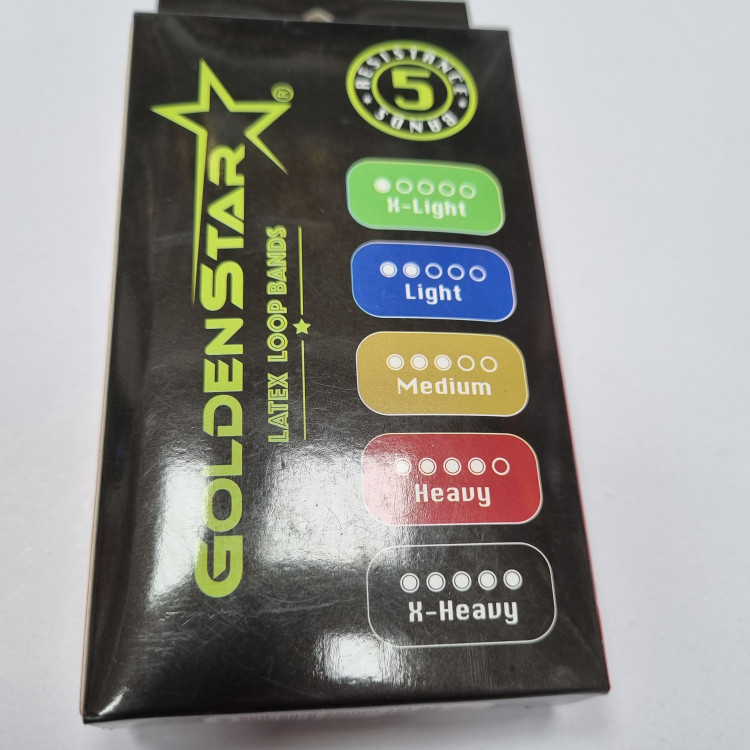 GOLDENSTAR®
LATEX LOOP BANDS
RESISTANCE
5
BANDS
X-Light
Light
Medium
Heavy
X-Heavy